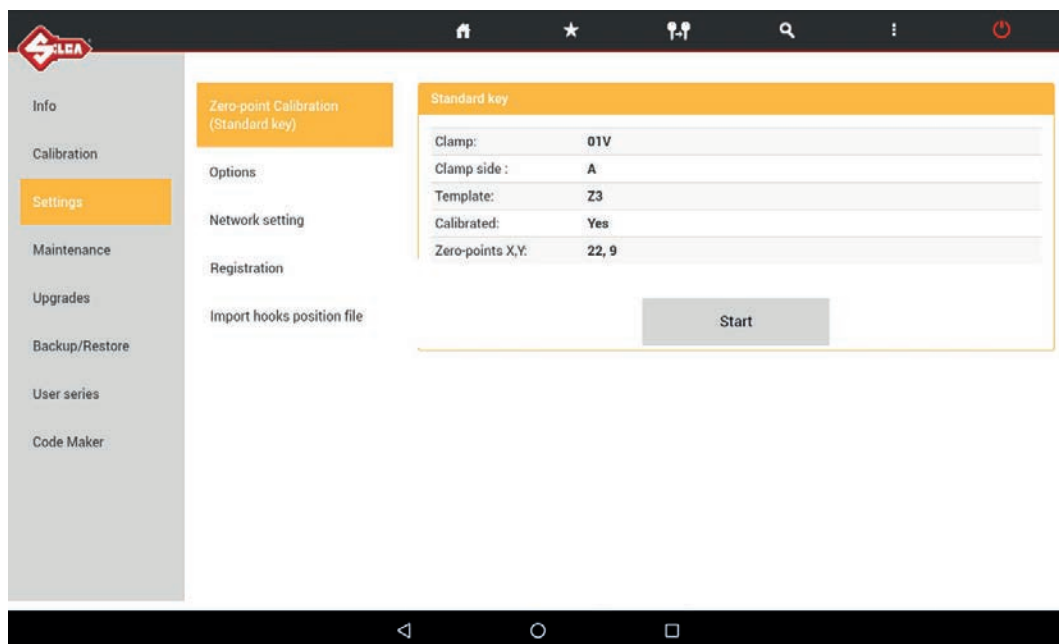 SILCA
Info
Calibration
Settings
Maintenance
Upgrades
Backup/Restore
User series
Code Maker
Zero-point Calibration
(Standard key)
Options
Network setting
Registration
Import hooks position file
Standard key
Clamp: 01V
Clamp side : A
Template: Z3
Calibrated: Yes
Zero-points X,Y: 22, 9
Start